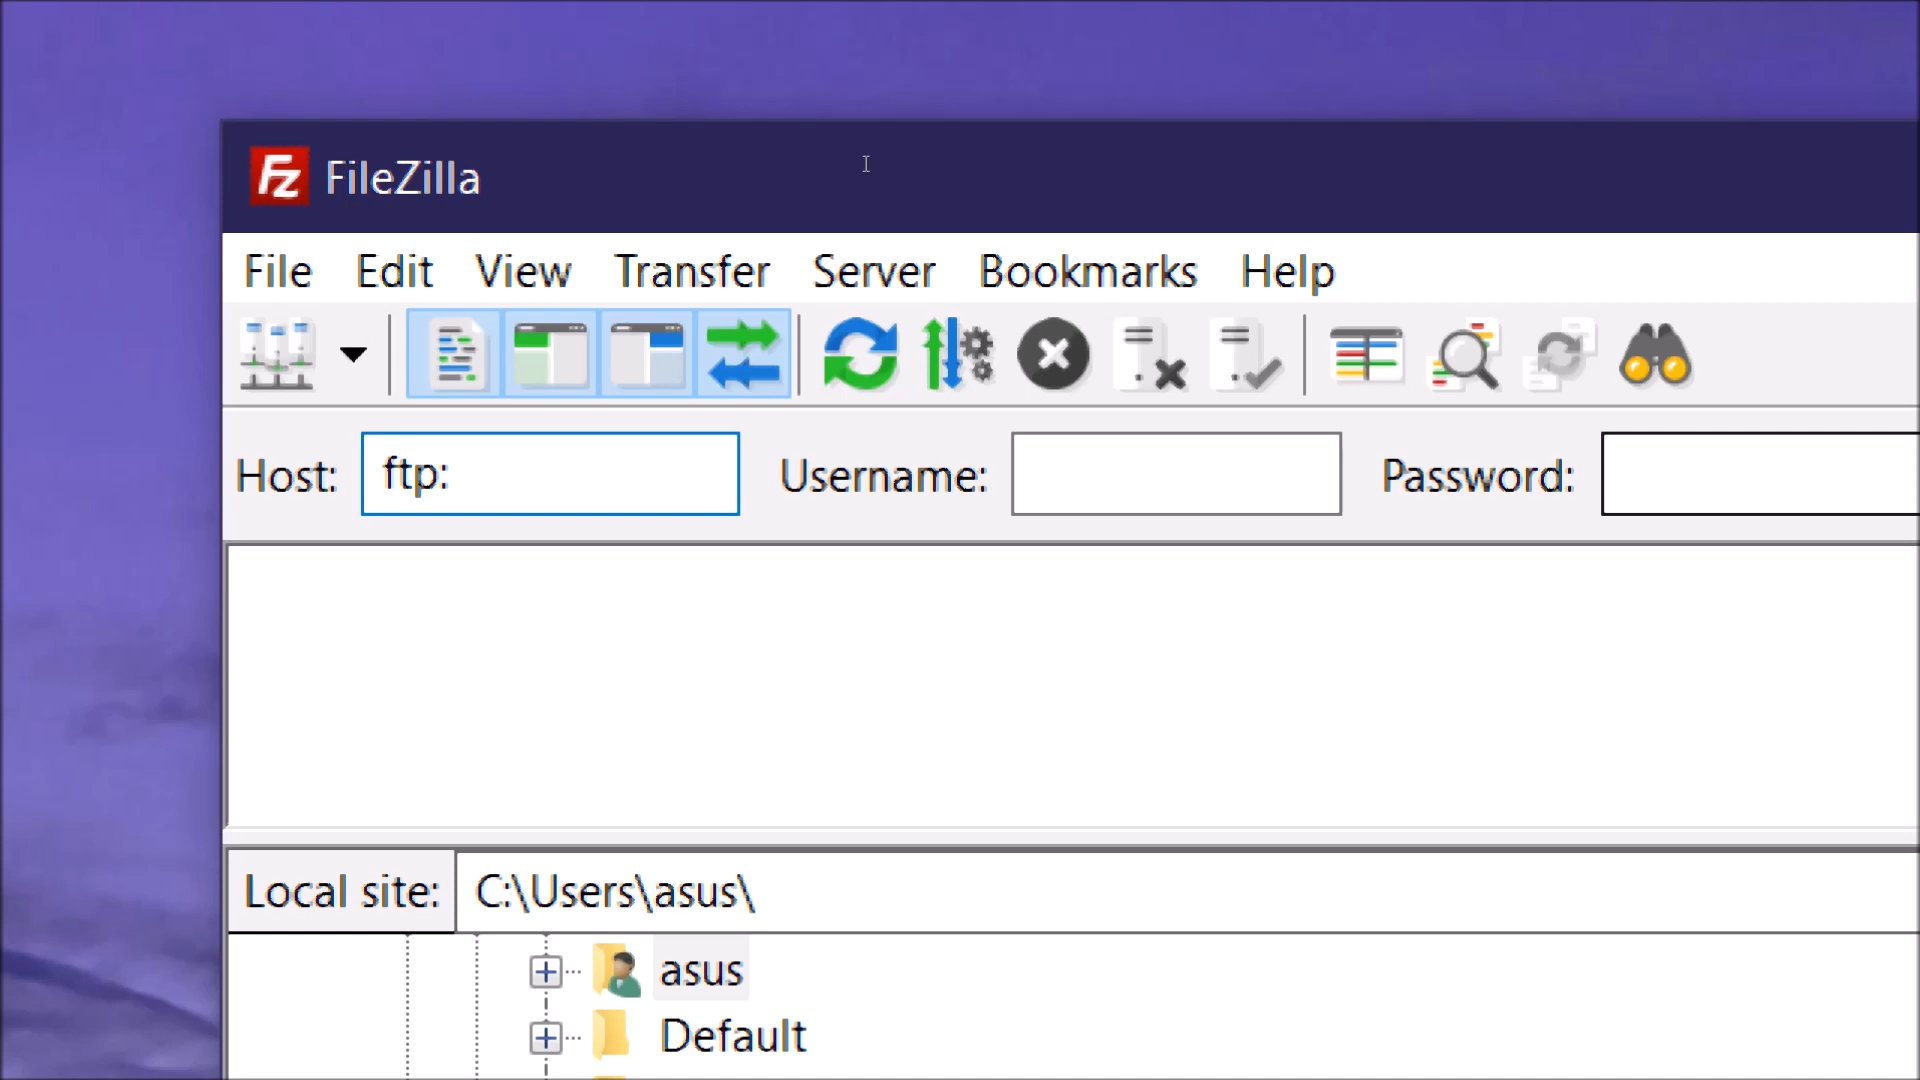 FileZilla
File Edit View Transfer Server Bookmarks Help
Host: ftp: Username: Password:
Local site: C:\Users\asus\
asus
Default